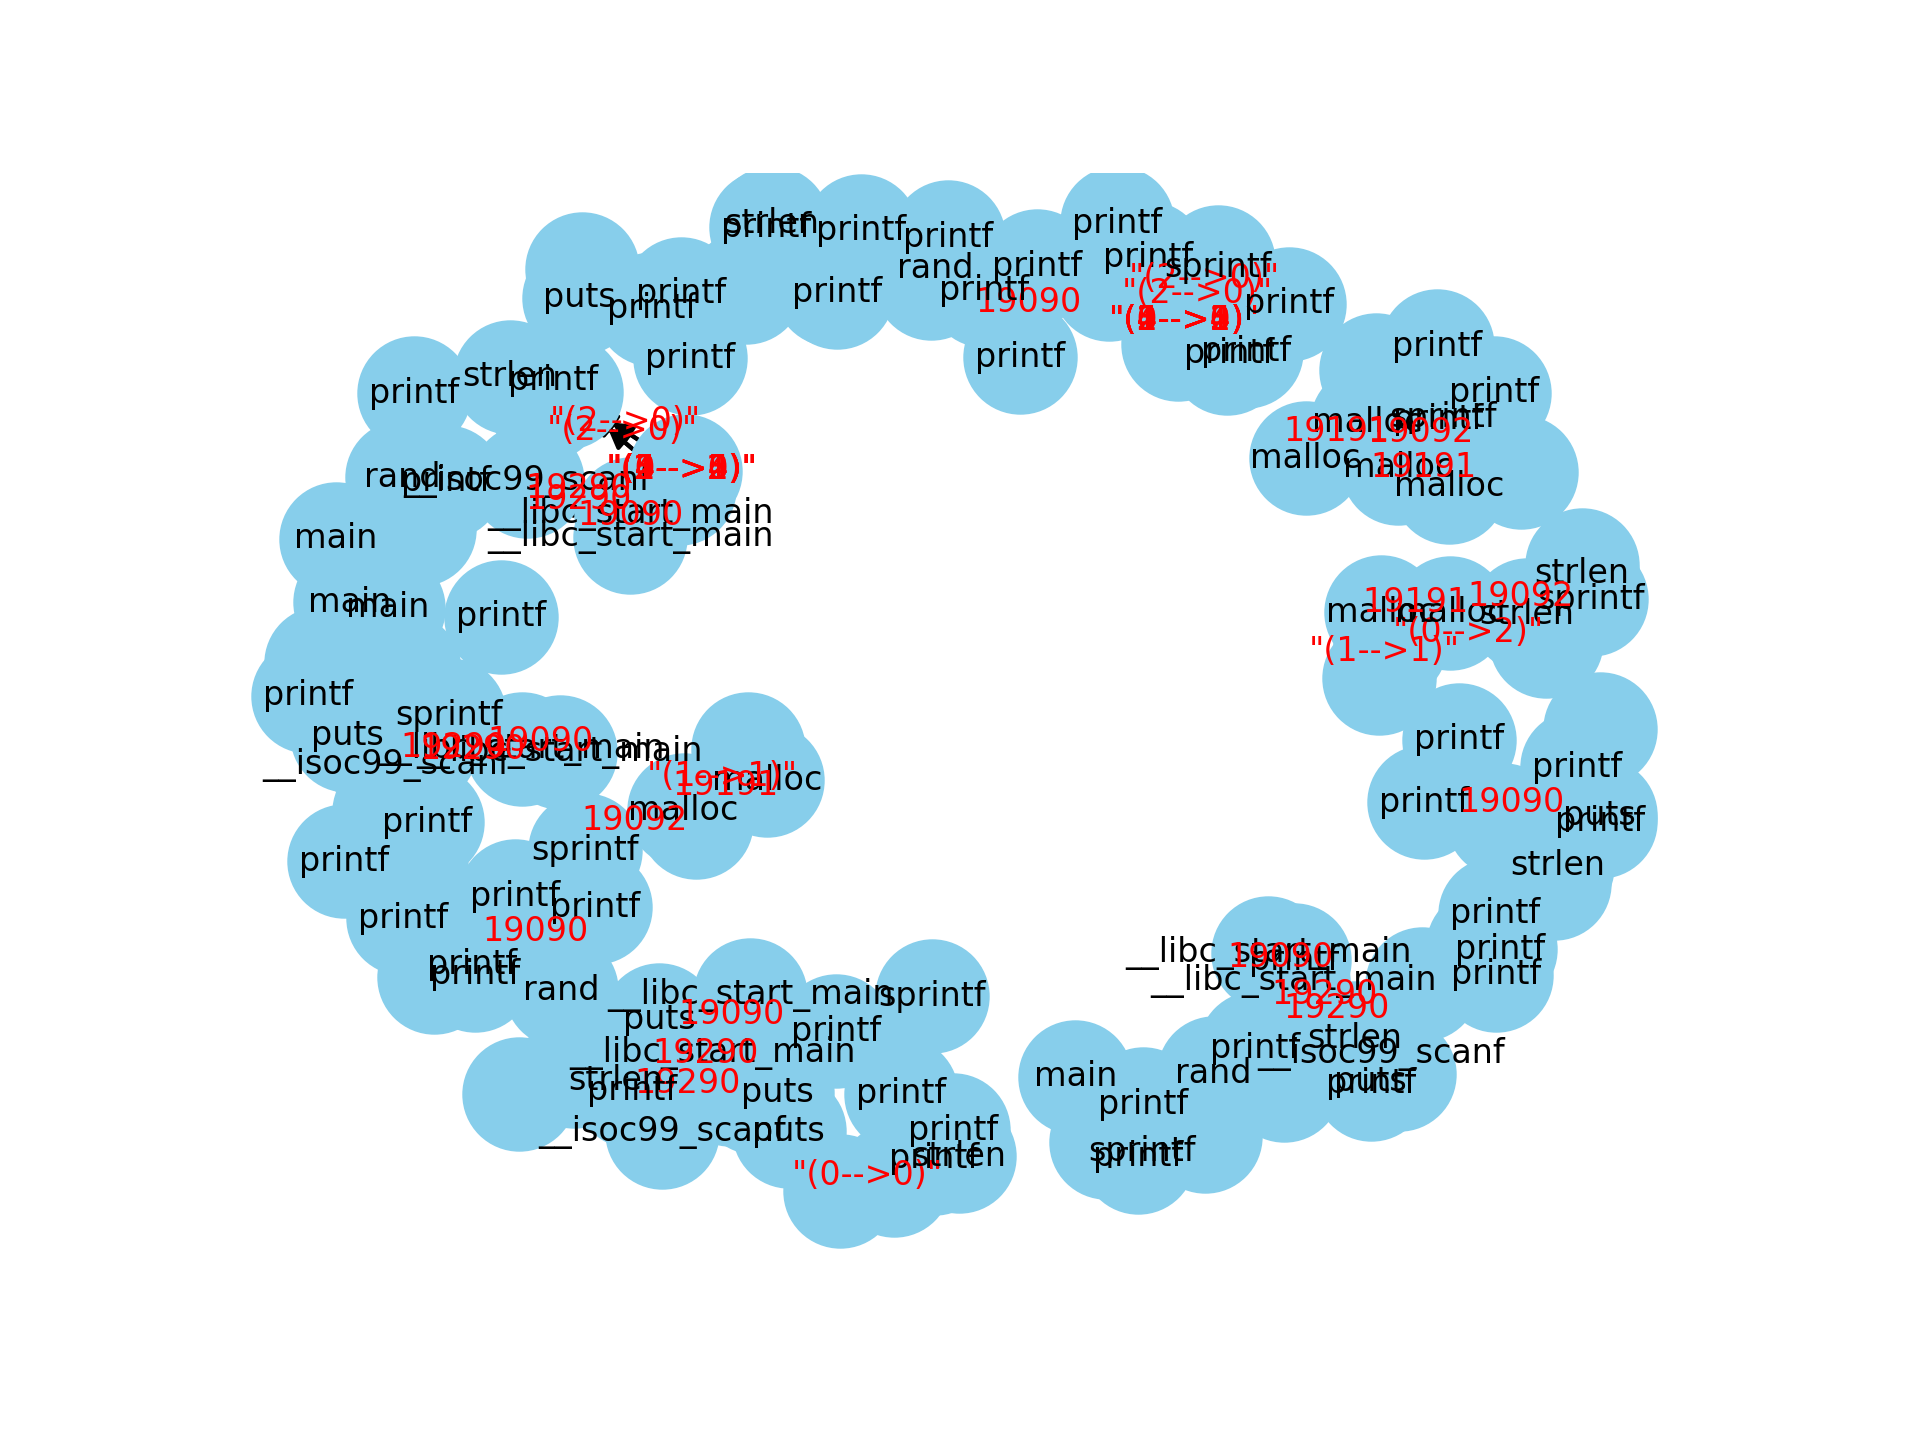 printf
strlen
printf
printf
printf
printf
sprintf
rand
printf
"(2-->0)"
puts
printf
printf
printf
printf
19090
"(2-->0)"
printf
printf
printf
printf
printf
printf
printf
strlen
printf
printf
printf
"(2-->0)"
"(2-->0)"
malloc
sprintf
printf
19191
19092
malloc
malloc
19191
malloc
rand
printf
__isoc99_scanf
19290
19290
__libc_start_main
19090
__libc_start_main
main
main
main
printf
strlen
sprintf
19092
19191
malloc
malloc
strlen
"(0-->2)"
"(1-->1)"
printf
sprintf
puts
__isoc99_scanf
19090
printf
printf
"(1-->1)"
19191
malloc
malloc
19092
sprintf
printf
19090
puts
printf
printf
printf
strlen
printf
printf
19090
printf
printf
printf
printf
printf
printf
rand
__libc_start_main
19090
sprintf
puts
printf
__libc_start_main
19290
19290
strlen
printf
puts
printf
__isoc99_scanf
puts
printf
printf
strlen
"(0-->0)"
__libc_start_main
19090
printf
__libc_start_main
19290
19290
strlen
printf
__isoc99_scanf
rand
main
puts
printf
printf
sprintf
printf